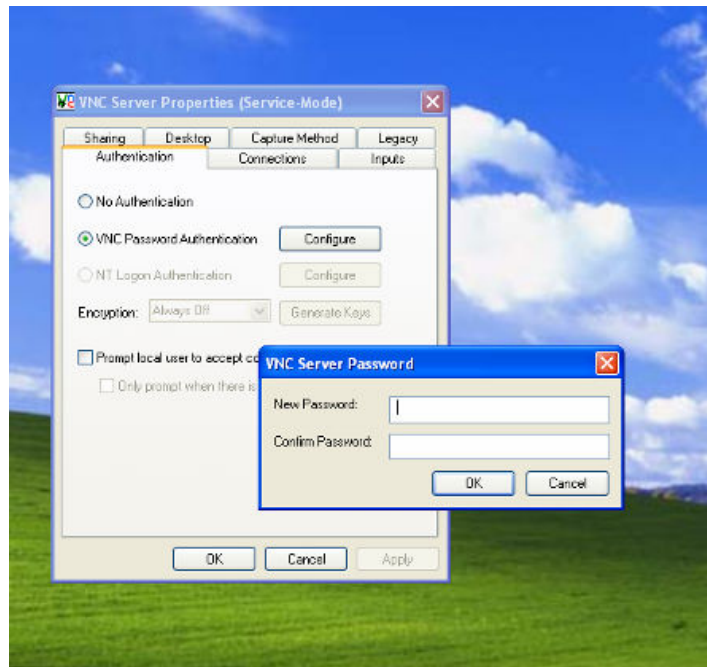 VNC Server Properties (Service-Mode)
Sharing Desktop Capture Method Legacy
Authentication Connections Inputs
No Authentication
VNC Password Authentication Configure
NT Logon Authentication Configure
Encryption: Always Off Generate Keys
Prompt local user to accept co
Only prompt when there is
VNC Server Password
New Password:
Confirm Password:
OK Cancel
OK Cancel Apply